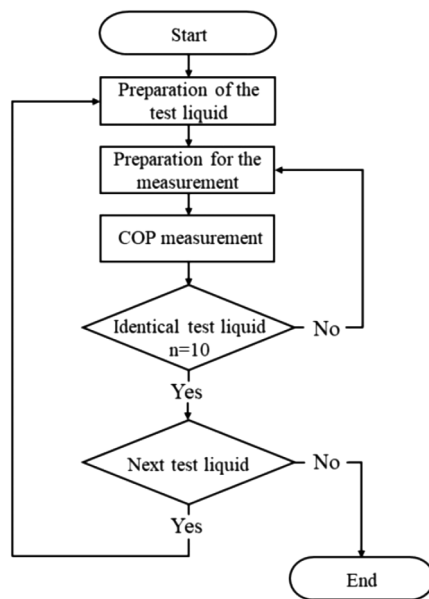 Start
Preparation of the
test liquid
Preparation for the
measurement
COP measurement
Identical test liquid
n=10
No
Yes
Next test liquid
No
Yes
End